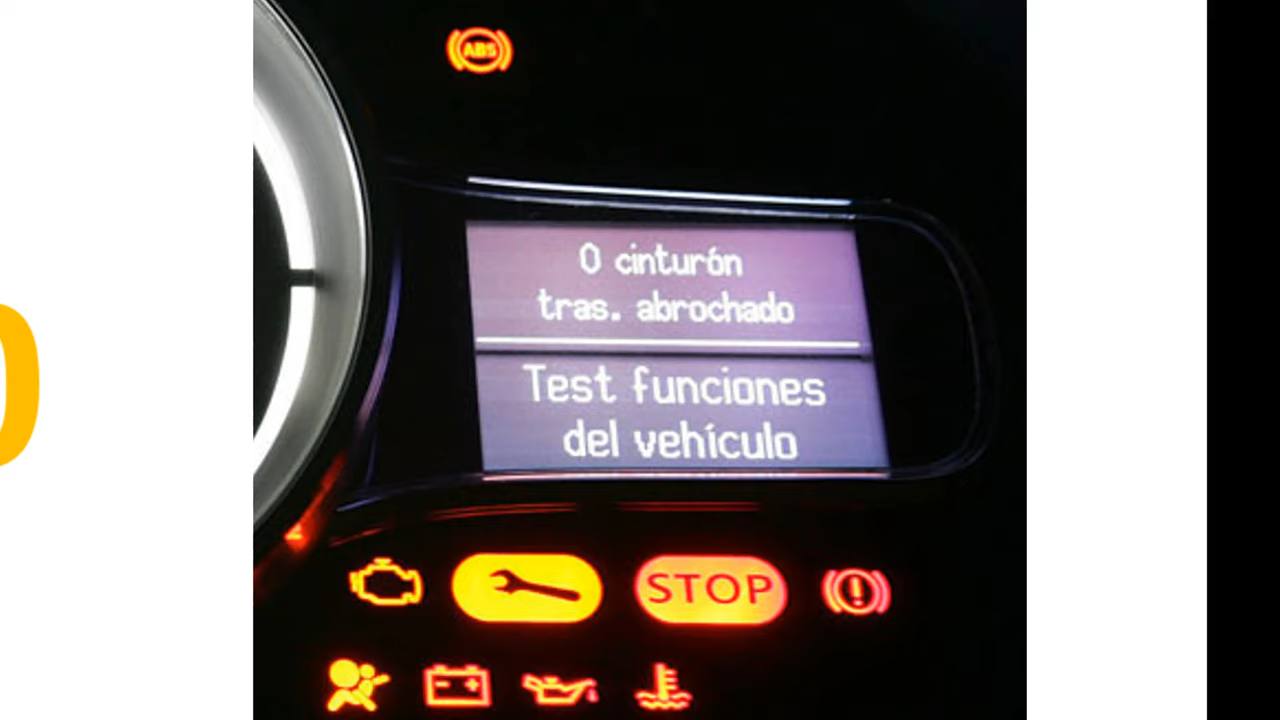 ABS
0 cinturón
tras. abrochado
Test funciones
del vehículo
STOP